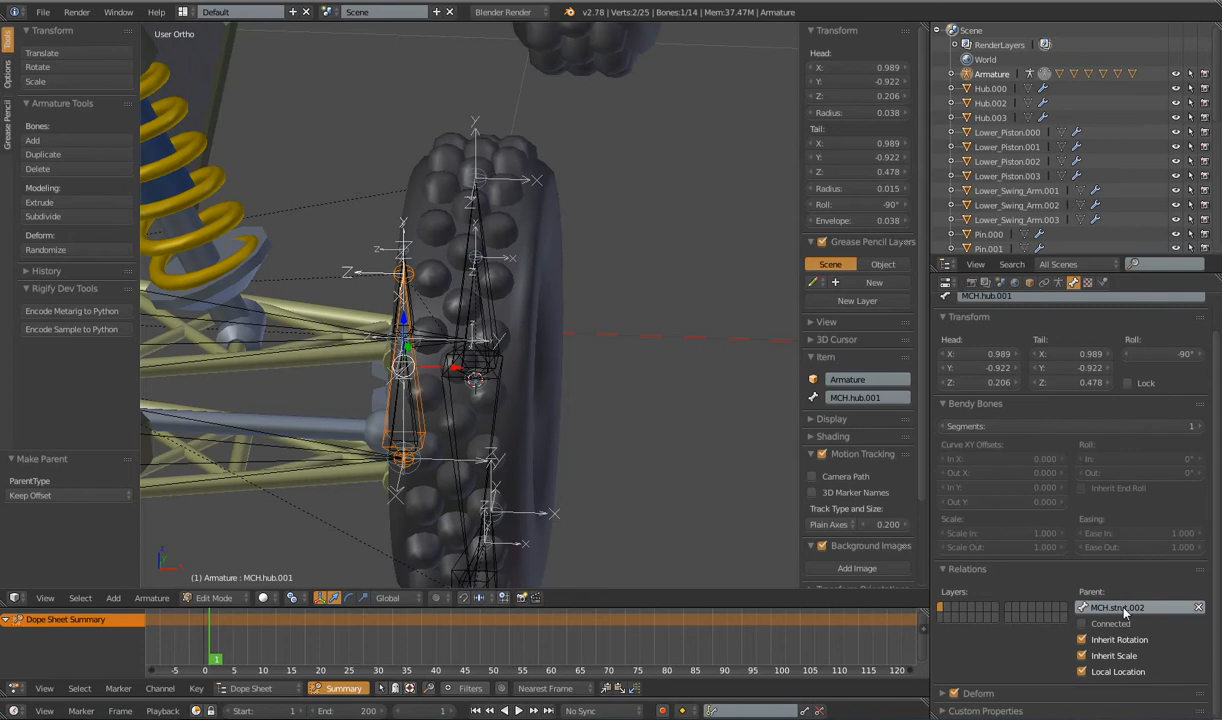 File Render Window Help Default Scene Blender Render v2.78 | Verts:2/25 | Bones:1/14 | Mem:37.47M | Armature
Tools
Options
Grease Pencil
Transform
Translate
Rotate
Scale
Armature Tools
Bones:
Add
Duplicate
Delete
Modeling:
Extrude
Subdivide
Deform:
Randomize
History
Rigify Dev Tools
Encode Metarig to Python
Encode Sample to Python
Make Parent
ParentType
Keep Offset
User Ortho
(1) Armature : MCH.hub.001
View Select Add Armature Edit Mode Global
Transform
Head:
X: 0.989
Y: -0.922
Z: 0.206
Radius: 0.038
Tail:
X: 0.989
Y: -0.922
Z: 0.478
Radius: 0.015
Roll: -90°
Envelope: 0.038
Grease Pencil Layers
Scene Object
New
New Layer
View
3D Cursor
Item
Armature
MCH.hub.001
Display
Shading
Motion Tracking
Camera Path
3D Marker Names
Track Type and Size:
Plain Axes 0.200
Background Images
Add Image
Scene
RenderLayers
World
Armature
Hub.000
Hub.002
Hub.003
Lower_Piston.000
Lower_Piston.001
Lower_Piston.002
Lower_Piston.003
Lower_Swing_Arm.001
Lower_Swing_Arm.002
Lower_Swing_Arm.003
Pin.000
Pin.001
View Search All Scenes
MCH.hub.001
Transform
Head: Tail: Roll:
X: 0.989 X: 0.989 -90°
Y: -0.922 Y: -0.922
Z: 0.206 Z: 0.478 Lock
Bendy Bones
Segments: 1
Curve XY Offsets: Roll:
In X: 0.000 In: 0°
Out X: 0.000 Out: 0°
In Y: 0.000 Inherit End Roll
Out Y: 0.000
Scale: Easing:
Scale In: 1.000 Ease In: 1.000
Scale Out: 1.000 Ease Out: 1.000
Relations
Layers: Parent:
MCH.strut.002
Connected
Inherit Rotation
Inherit Scale
Local Location
Deform
Custom Properties
Dope Sheet Summary
1
-5 0 5 10 15 20 25 30 35 40 45 50 55 60 65 70 75 80 85 90 95 100 105 110 115 120
View Select Marker Channel Key Dope Sheet Summary Filters Nearest Frame
View Marker Frame Playback Start: 1 End: 200 1 No Sync